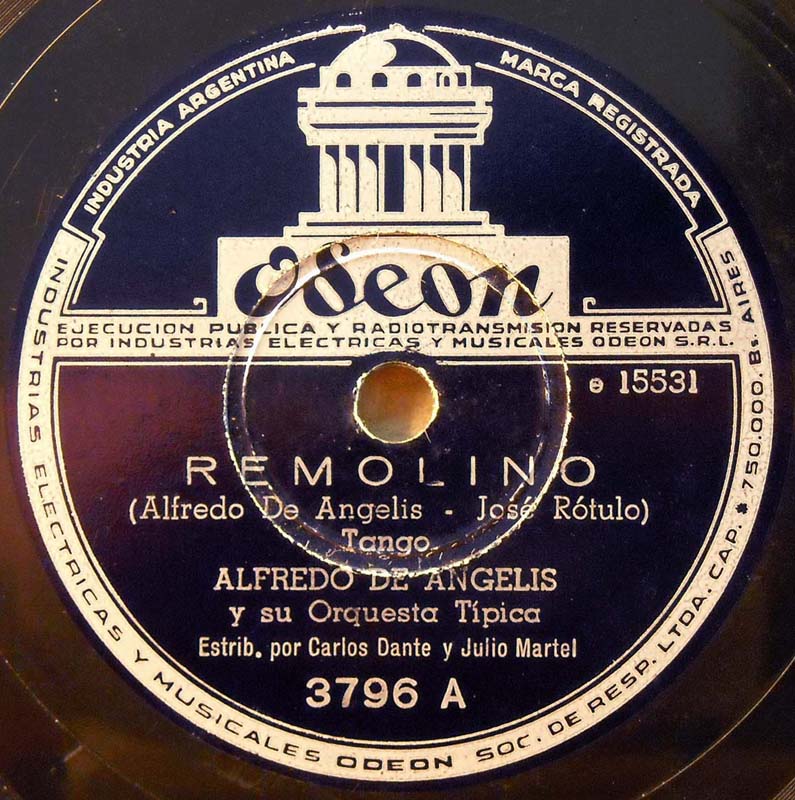 INDUSTRIA ARGENTINA
MARCA REGISTRADA
Odeon
EJECUCION PUBLICA Y RADIOTRANSMISION RESERVADAS
POR INDUSTRIAS ELECTRICAS Y MUSICALES ODEON S.R.L.
e 15531
REMOLINO
(Alfredo De Angelis - José Rótulo)
Tango
ALFREDO DE ANGELIS
y su Orquesta Típica
Estrib. por Carlos Dante y Julio Martel
3796 A
INDUSTRIAS ELECTRICAS Y MUSICALES ODEON SOC. DE RESP. LTDA. CAP. * 750.000. Bs. AIRES